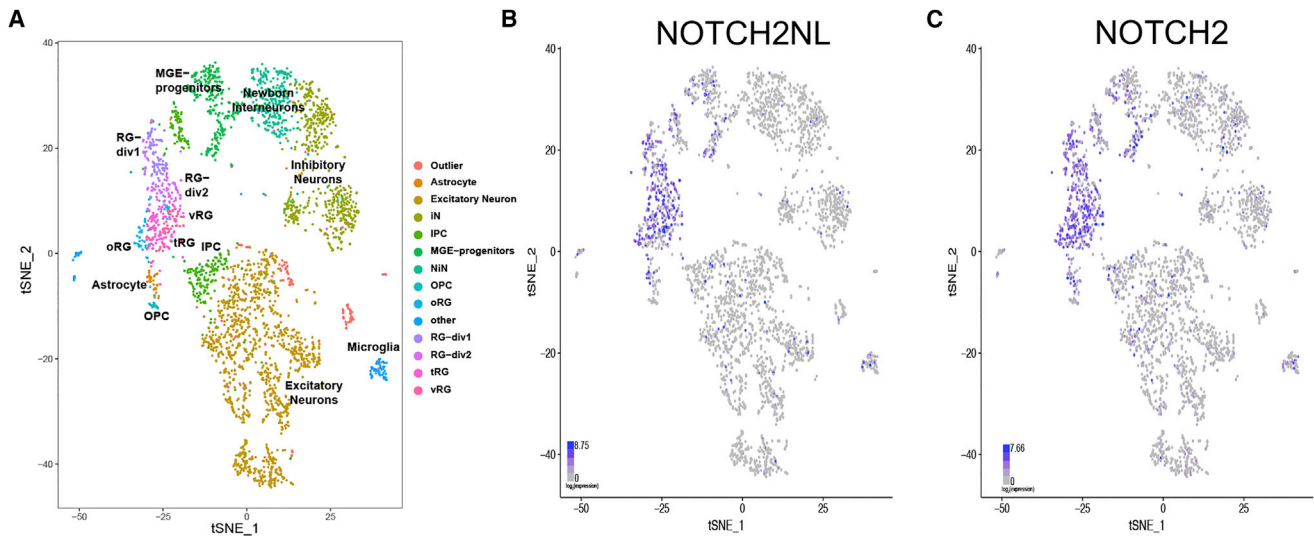 A
40
20
0
−20
−40
tSNE_2
−50
−25
0
25
tSNE_1
MGE−
progenitors
Newborn
Interneurons
RG−
div1
RG−
div2
Inhibitory
Neurons
vRG
oRG
tRG
IPC
Astrocyte
OPC
Microglia
Excitatory
Neurons
Outlier
Astrocyte
Excitatory Neuron
iN
IPC
MGE−progenitors
NiN
OPC
oRG
other
RG−div1
RG−div2
tRG
vRG
B
NOTCH2NL
40
20
0
−20
−40
tSNE_2
8.75
0
log₂(expression)
−50
−25
0
25
tSNE_1
C
NOTCH2
40
20
0
−20
−40
tSNE_2
7.66
0
log₂(expression)
−50
−25
0
25
tSNE_1